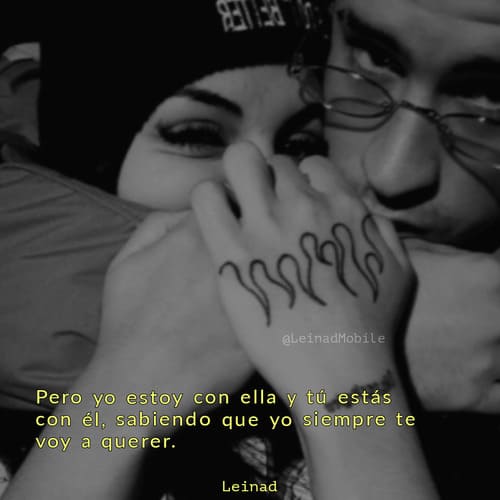 @LeinadMobile
Pero yo estoy con ella y tú estás
con él, sabiendo que yo siempre te
voy a querer.
Leinad